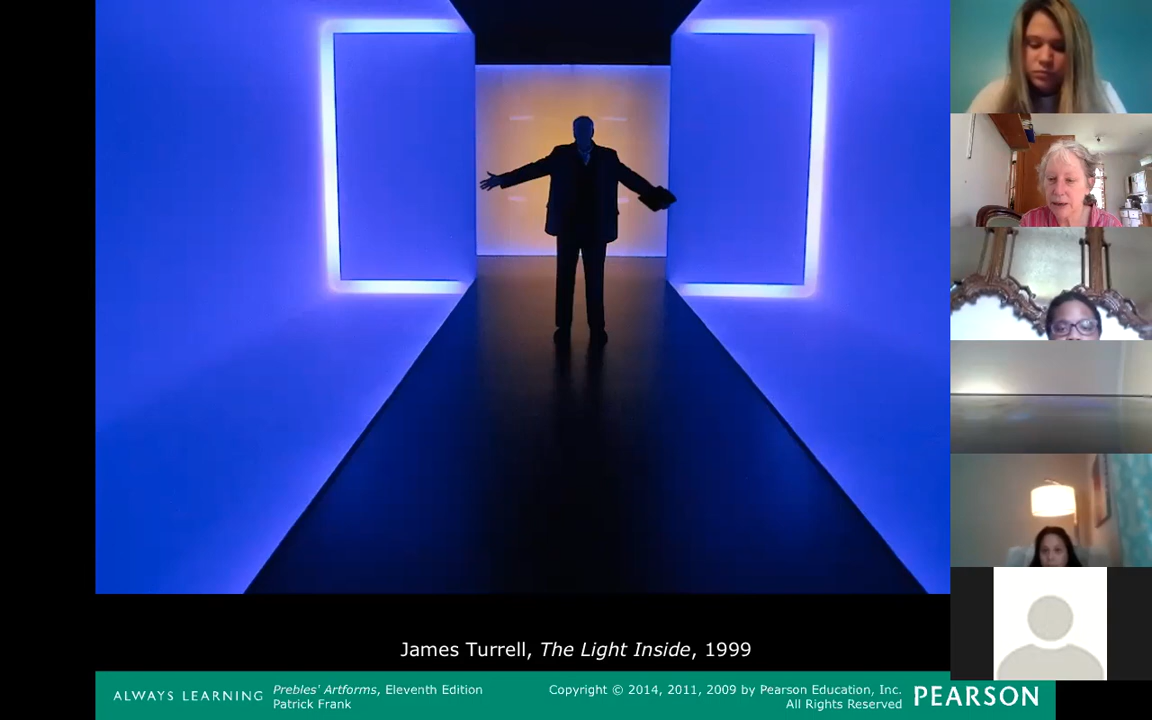 James Turrell, The Light Inside, 1999
ALWAYS LEARNING
Prebles' Artforms, Eleventh Edition
Patrick Frank
Copyright © 2014, 2011, 2009 by Pearson Education, Inc.
All Rights Reserved
PEARSON